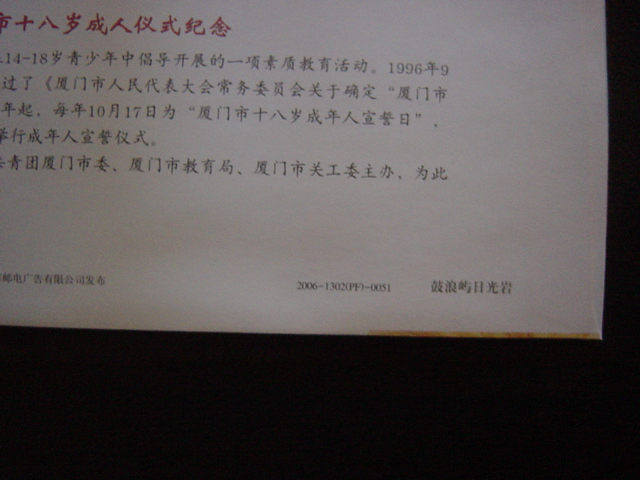 市十八岁成人仪式纪念
14-18岁青少年中倡导开展的一项素质教育活动。1996年9
过了《厦门市人民代表大会常务委员会关于确定“厦门市
年起，每年10月17日为“厦门市十八岁成年人宣誓日”，
举行成年人宣誓仪式。
共青团厦门市委、厦门市教育局、厦门市关工委主办，为此
邮电广告有限公司发布
2006-1302(PF)-0051 鼓浪屿日光岩